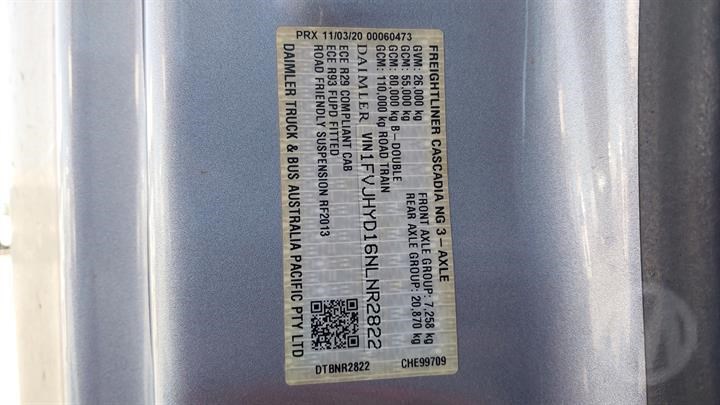 PRX 11/03/20 00060473
FREIGHTLINER CASCADIA NG 3-AXLE
GVM: 26,000 kg FRONT AXLE GROUP: 7,258 kg
GCM: 55,000 kg REAR AXLE GROUP: 20,870 kg
GCM: 80,000 kg B-DOUBLE
GCM: 110,000 kg ROAD TRAIN
DAIMLER VIN1FVJHYD16NLNR2822
ECE R29 COMPLIANT CAB
ECE R93 FUPD FITTED
ROAD FRIENDLY SUSPENSION RF2013
DAIMLER TRUCK & BUS AUSTRALIA PACIFIC PTY LTD
DTBNR2822 CHE99709